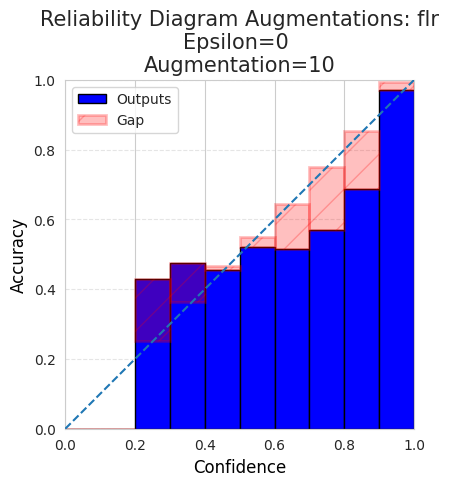 Reliability Diagram Augmentations: flr
Epsilon=0
Augmentation=10
1.0
Outputs
Gap
0.8
0.6
0.4
0.2
0.0
Accuracy
0.0
0.2
0.4
0.6
0.8
1.0
Confidence